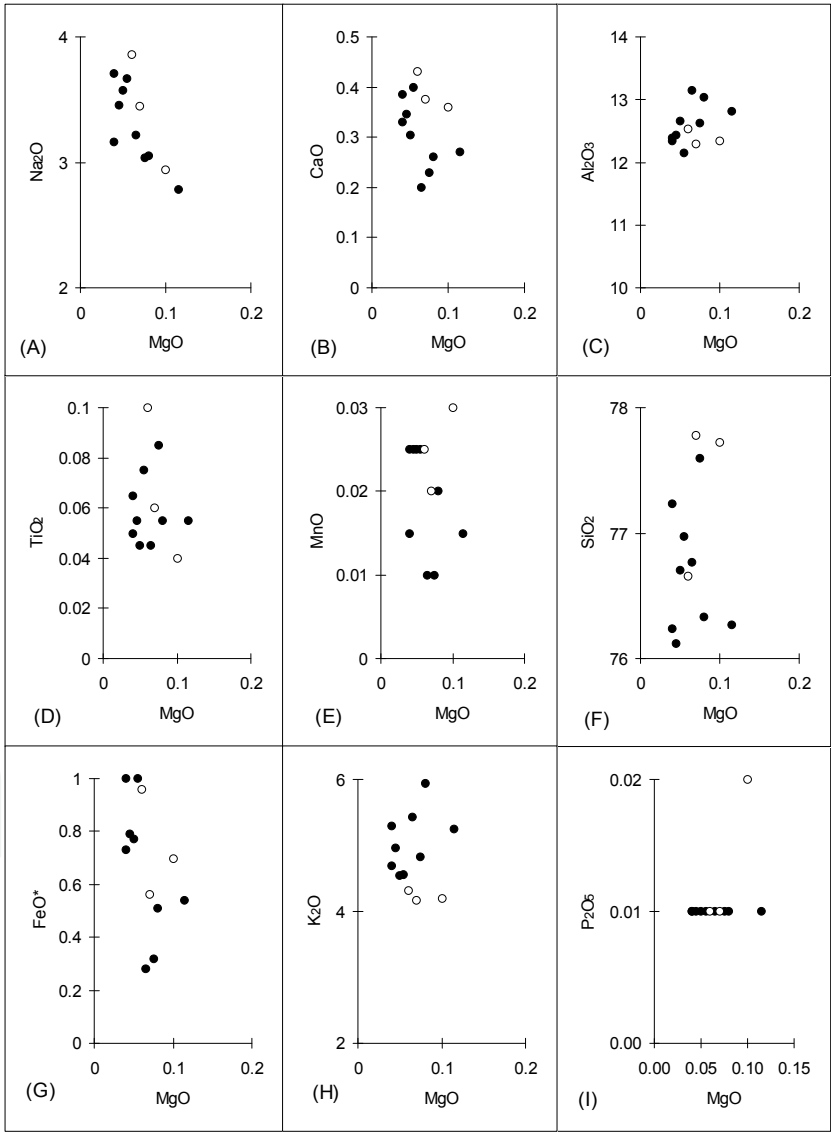 4
3
2
Na₂O
0 0.1 0.2
MgO
(A)
0.5
0.4
0.3
0.2
0.1
0
CaO
0 0.1 0.2
MgO
(B)
14
13
12
11
10
Al₂O₃
0 0.1 0.2
MgO
(C)
0.1
0.08
0.06
0.04
0.02
0
TiO₂
0 0.1 0.2
MgO
(D)
0.03
0.02
0.01
0
MnO
0 0.1 0.2
MgO
(E)
78
77
76
SiO₂
0 0.1 0.2
MgO
(F)
1
0.8
0.6
0.4
0.2
0
FeO*
0 0.1 0.2
MgO
(G)
6
4
2
K₂O
0 0.1 0.2
MgO
(H)
0.02
0.01
0.00
P₂O₅
0.00 0.05 0.10 0.15
MgO
(I)